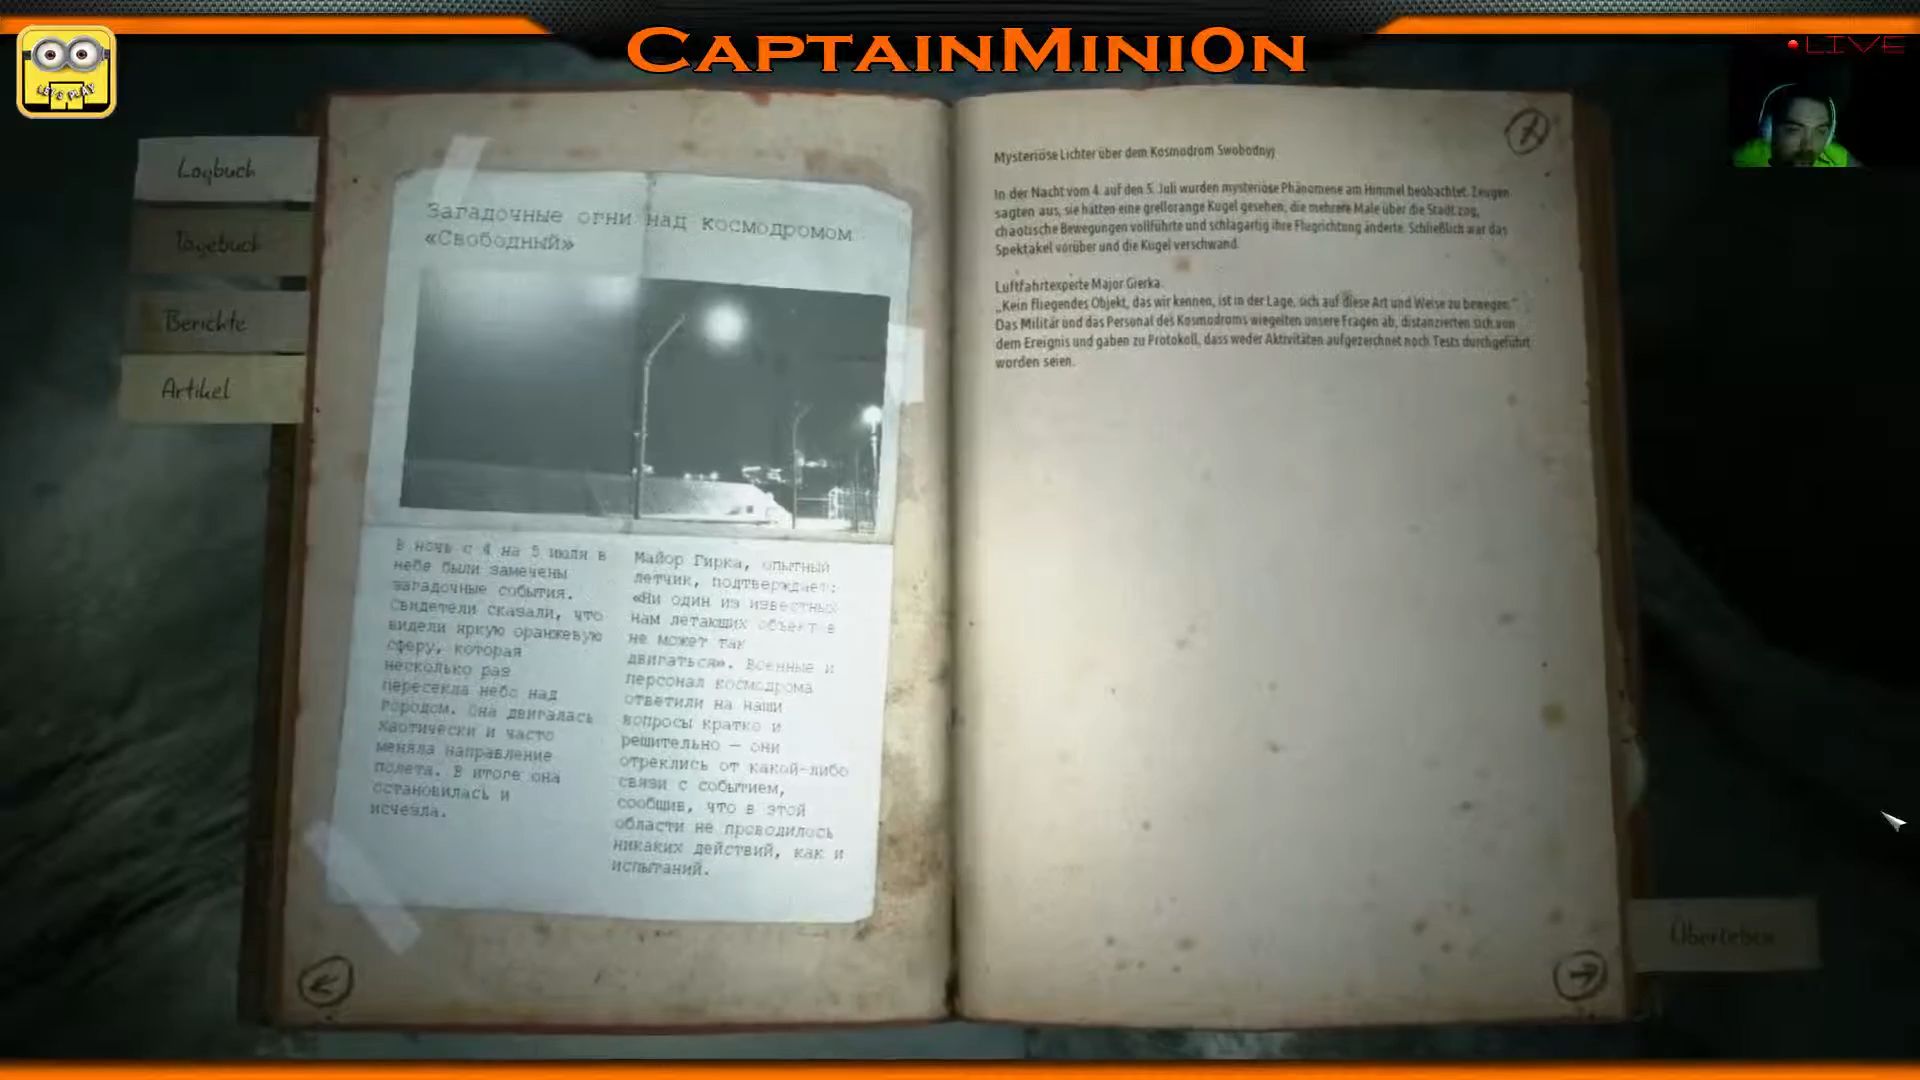 CAPTAINMINI0N
LIVE
LET'S PLAY
Logbuch
Tagebuch
Berichte
Artikel
Загадочные огни над космодромом
«Свободный»
В ночь с 4 на 5 июля в
небе были замечены
загадочные события.
Свидетели сказали, что
видели яркую оранжевую
сферу, которая
несколько раз
пересекла небо над
городом. Она двигалась
хаотически и часто
меняла направление
полета. В итоге она
остановилась и
исчезла.
Майор Гирка, опытный
летчик, подтверждает:
«Ни один из известных
нам летающих объектов
не может так
двигаться». Военные и
персонал космодрома
ответили на наши
вопросы кратко и
решительно — они
отреклись от какой-либо
связи с событием,
сообщив, что в этой
области не проводилось
никаких действий, как и
испытаний.
Mysteriöse Lichter über dem Kosmodrom Swobodnyj
In der Nacht vom 4. auf den 5. Juli wurden mysteriöse Phänomene am Himmel beobachtet. Zeugen
sagten aus, sie hätten eine grellorange Kugel gesehen, die mehrere Male über die Stadt zog,
chaotische Bewegungen vollführte und schlagartig ihre Flugrichtung änderte. Schließlich war das
Spektakel vorüber und die Kugel verschwand.
Luftfahrtexperte Major Gierka:
„Kein fliegendes Objekt, das wir kennen, ist in der Lage, sich auf diese Art und Weise zu bewegen."
Das Militär und das Personal des Kosmodroms wiegelten unsere Fragen ab, distanzierten sich von
dem Ereignis und gaben zu Protokoll, dass weder Aktivitäten aufgezeichnet noch Tests durchgeführt
worden seien.
Überleben